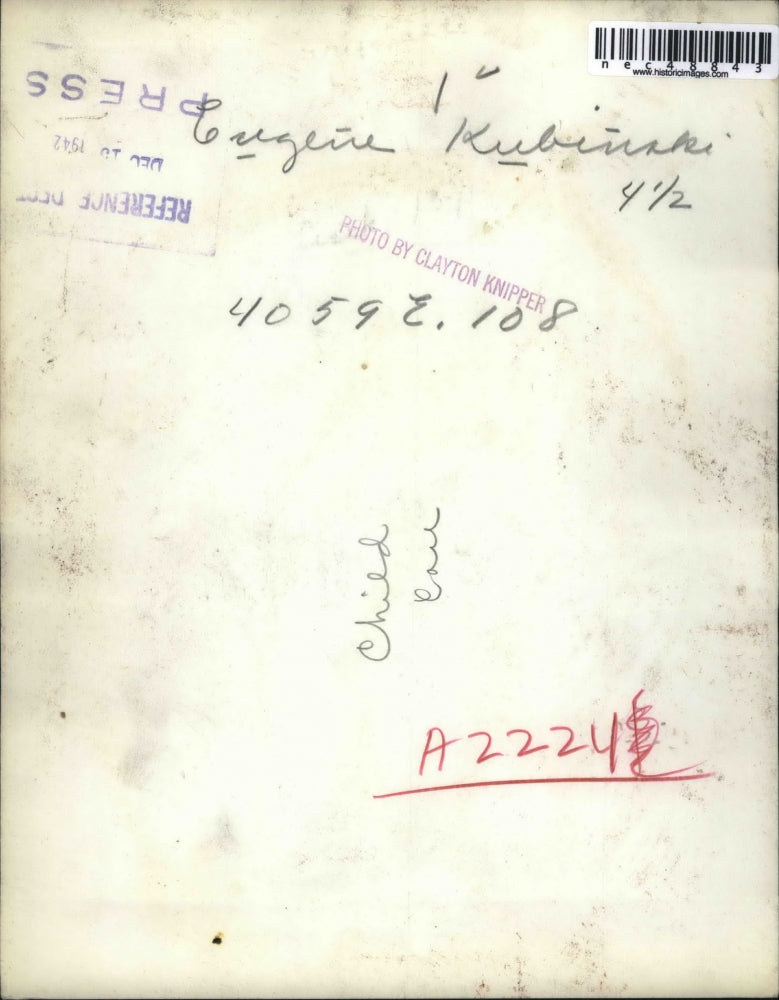 nec48843
www.historicimages.com
1"
PRESS
DEC 1942
REFERENCE DEPT
Eugene Kubinski
4 1/2
PHOTO BY CLAYTON KNIPPER
4059 E. 108
Child
Care
A2224